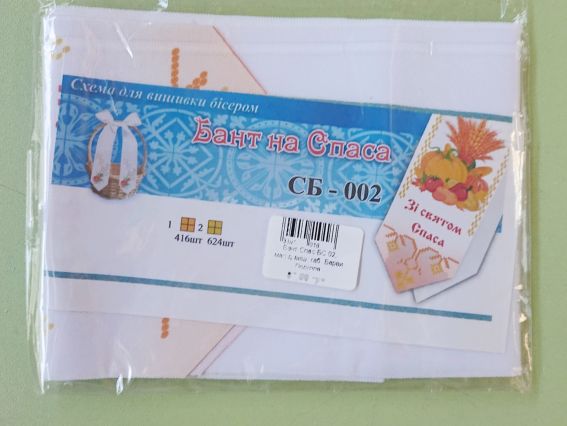 Схема для вишивки бісером
Бант на Спаса
СБ - 002
Зі святом
Спаса
1 2
416шт 624шт